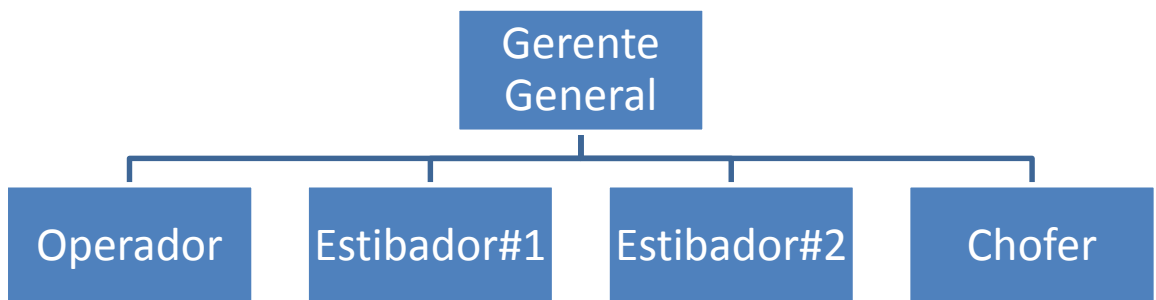 Gerente
General
Operador
Estibador#1
Estibador#2
Chofer